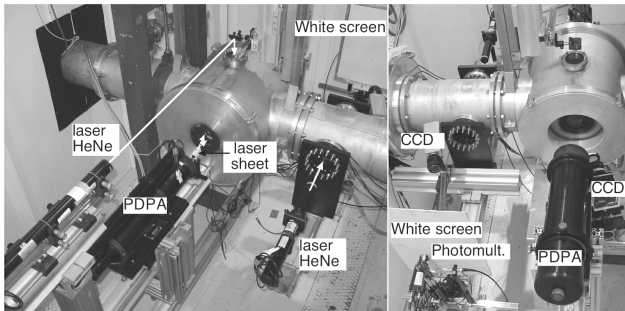 White screen
laser
HeNe
laser
sheet
PDPA
laser
HeNe
CCD
CCD
White screen
Photomult.
PDPA